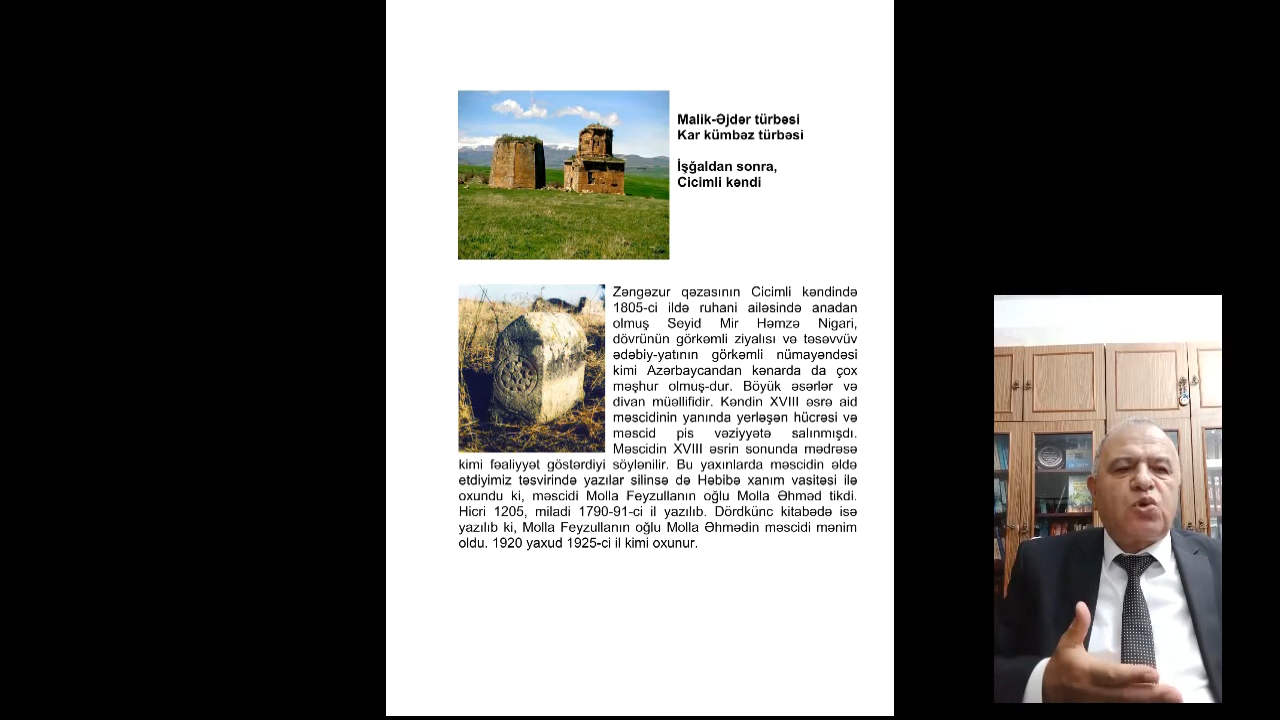 Malik-Əjdər türbəsi
Kar kümbəz türbəsi
İşğaldan sonra,
Cicimli kəndi
Zəngəzur qəzasının Cicimli kəndində
1805-ci ildə ruhani ailəsində anadan
olmuş Seyid Mir Həmzə Nigari,
dövrünün görkəmli ziyalısı və təsəvvüv
ədəbiy-yatının görkəmli nümayəndəsi
kimi Azərbaycandan kənarda da çox
məşhur olmuş-dur. Böyük əsərlər və
divan müəllifidir. Kəndin XVIII əsrə aid
məscidinin yanında yerləşən hücrəsi və
məscid pis vəziyyətə salınmışdı.
Məscidin XVIII əsrin sonunda mədrəsə
kimi fəaliyyət göstərdiyi söylənilir. Bu yaxınlarda məscidin əldə
etdiyimiz təsvirində yazılar silinsə də Həbibə xanım vasitəsi ilə
oxundu ki, məscidi Molla Feyzullanın oğlu Molla Əhməd tikdi.
Hicri 1205, miladi 1790-91-ci il yazılıb. Dördkünc kitabədə isə
yazılıb ki, Molla Feyzullanın oğlu Molla Əhmədin məscidi mənim
oldu. 1920 yaxud 1925-ci il kimi oxunur.